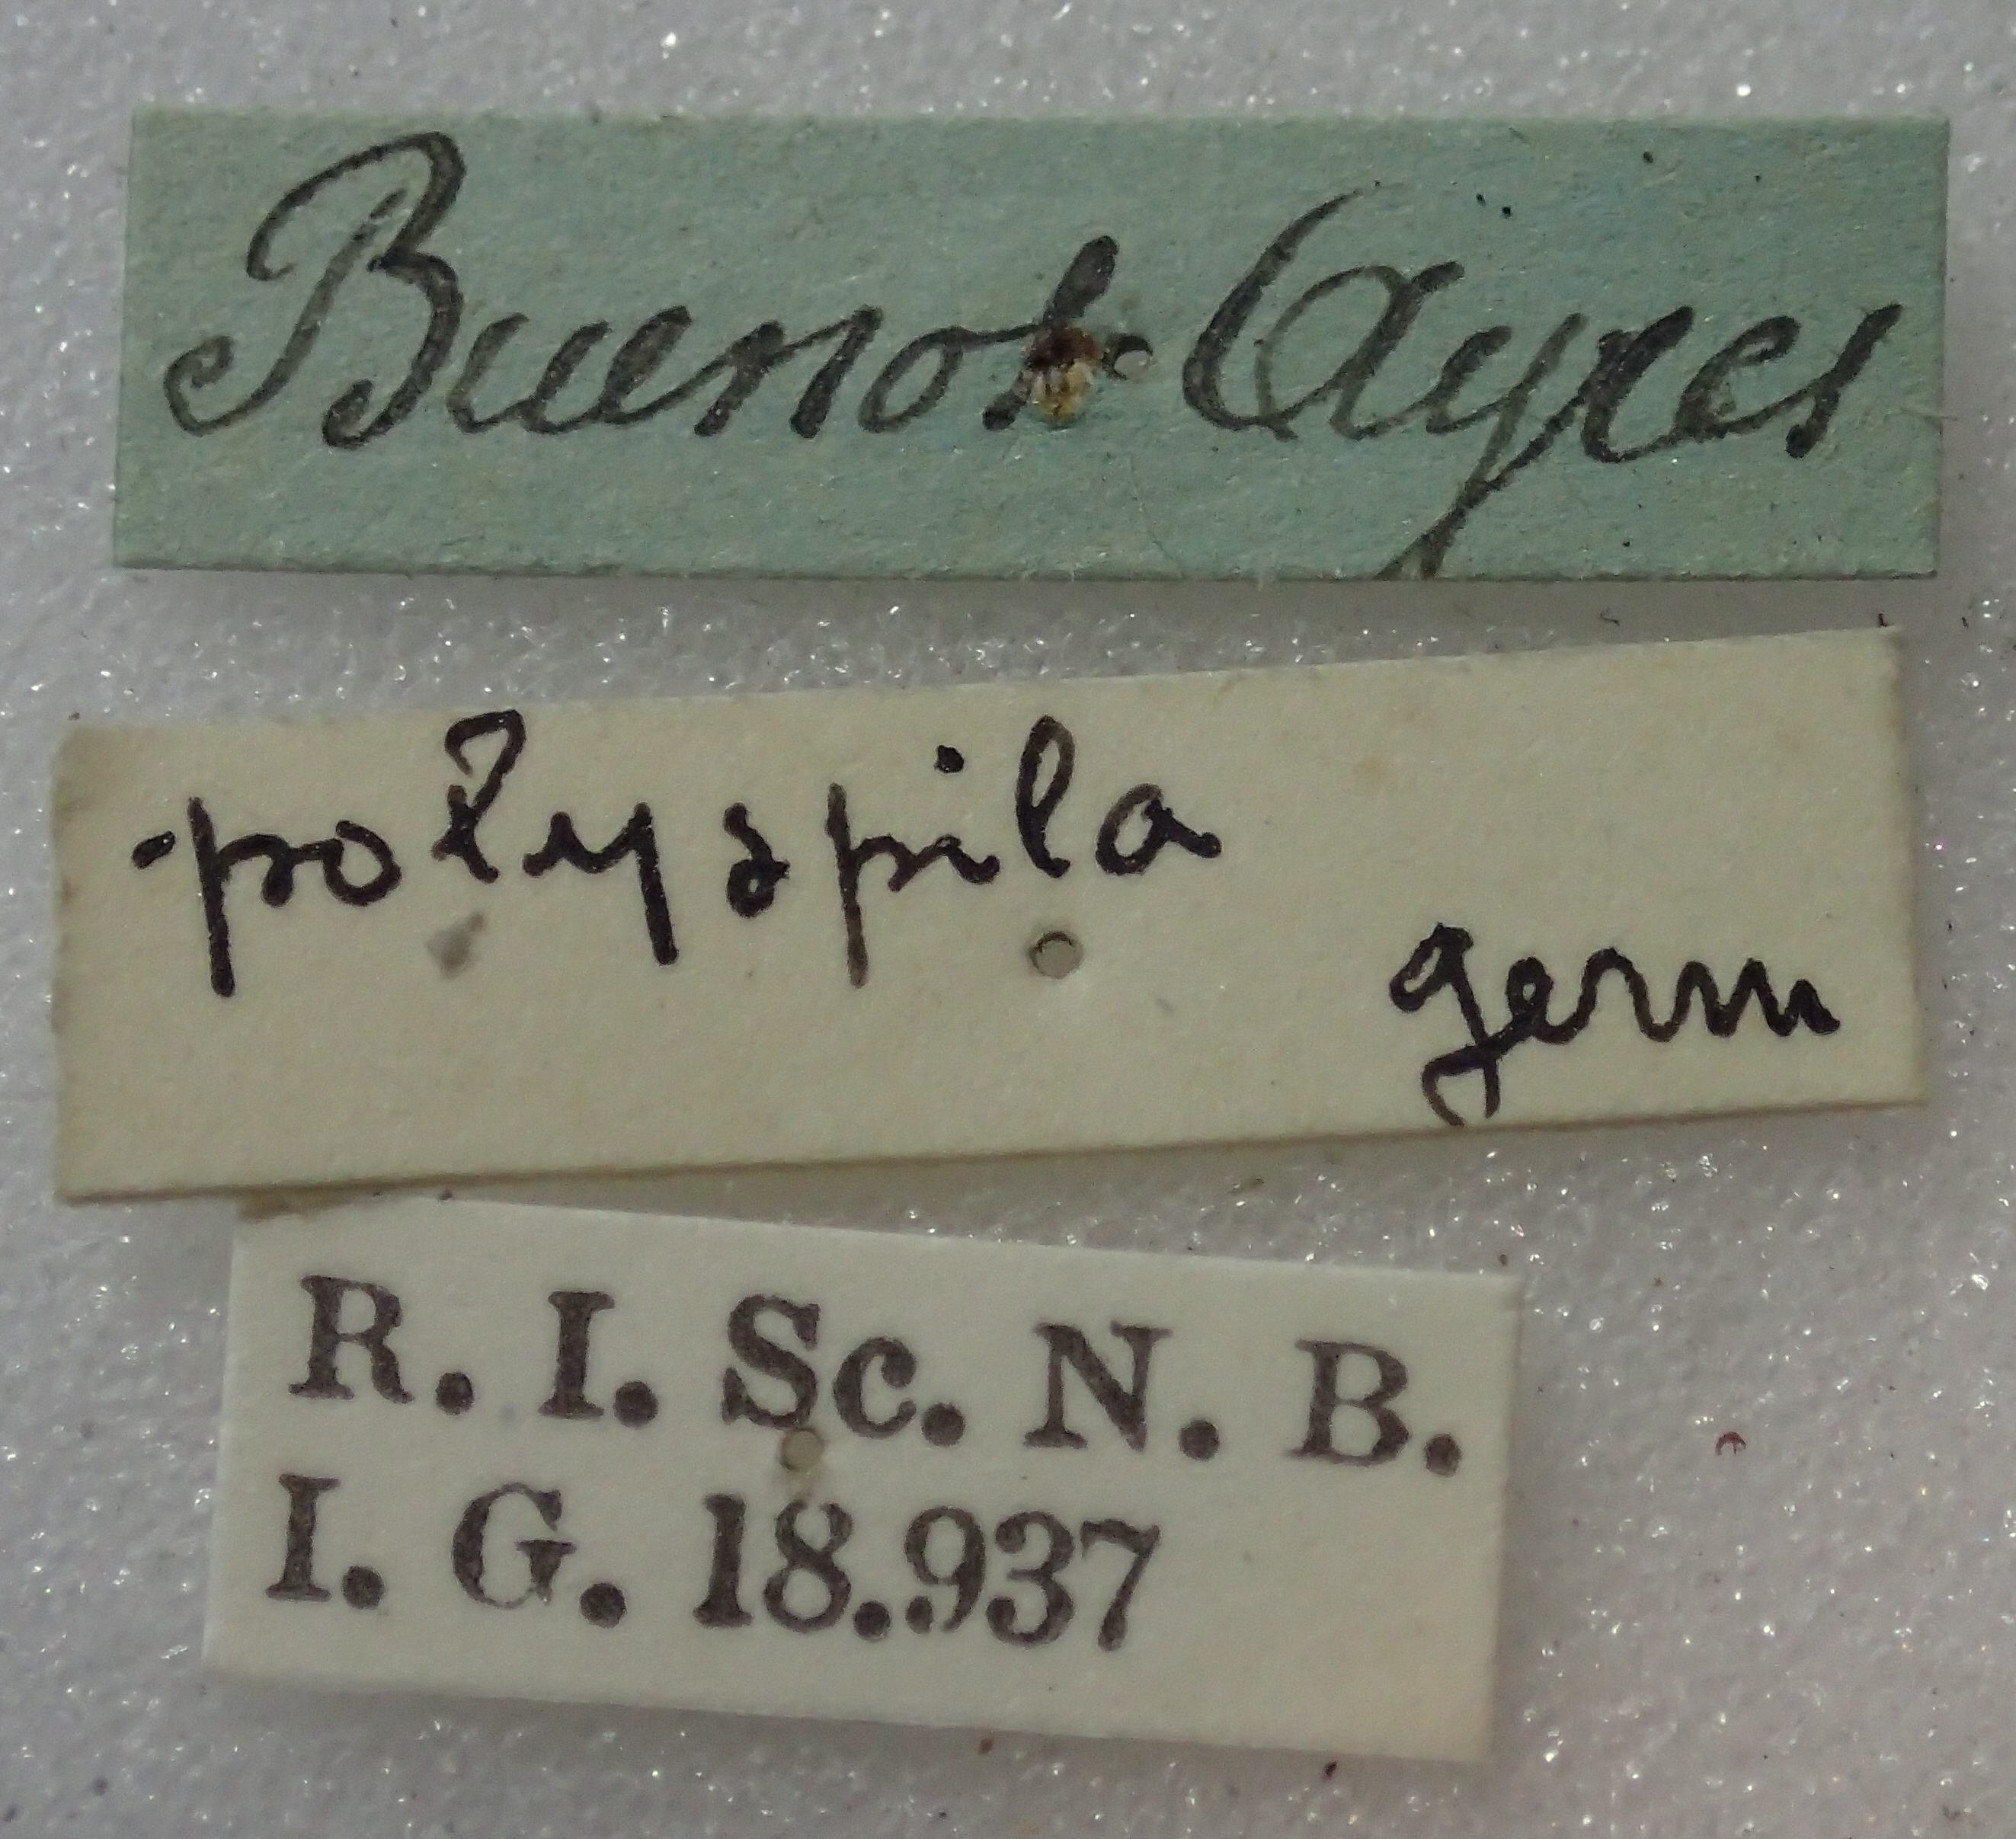 Buenos Ayres
polyspila
germ
R. I. Sc. N. B.
I. G. 18.937